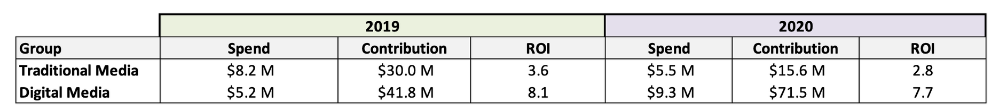 2019 2020
Group Spend Contribution ROI Spend Contribution ROI
Traditional Media $8.2 M $30.0 M 3.6 $5.5 M $15.6 M 2.8
Digital Media $5.2 M $41.8 M 8.1 $9.3 M $71.5 M 7.7